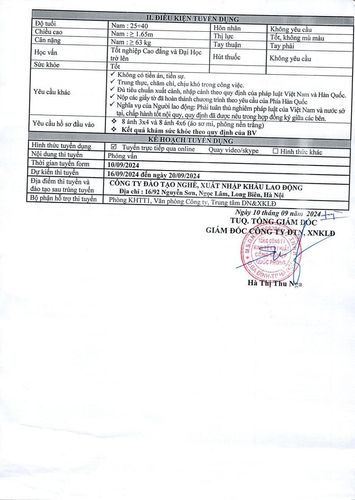 II. ĐIỀU KIỆN TUYỂN DỤNG
Độ tuổi Nam : 25÷40 Hôn nhân Không yêu cầu
Chiều cao Nam : ≥ 1.65m Thị lực Tốt, không mù màu
Cân nặng Nam : ≥ 63 kg Tay thuận Tay phải
Học vấn Tốt nghiệp Cao đẳng và Đại Học trở lên Hút thuốc Không yêu cầu
Sức khỏe Tốt
Yêu cầu khác
✓ Không có tiền án, tiền sự.
✓ Trung thực, chăm chỉ, chịu khó trong công việc.
✓ Đủ tiêu chuẩn xuất cảnh, nhập cảnh theo quy định của pháp luật Việt Nam và Hàn Quốc.
✓ Nộp các giấy tờ đã hoàn thành chương trình theo yêu cầu của Phía Hàn Quốc
✓ Nghĩa vụ của Người lao động: Phải tuân thủ nghiêm pháp luật của Việt Nam và nước sở
tại, chấp hành tốt nội quy, quy định đã được nêu trong hợp đồng ký giữa các bên.
Yêu cầu hồ sơ đầu vào
❖ 8 ảnh 3x4 và 8 ảnh 4x6 (áo sơ mi, phông nền trắng)
❖ Kết quả khám sức khỏe theo quy định của BV
KẾ HOẠCH TUYỂN DỤNG
Hình thức tuyển dụng ☑ Tuyển trực tiếp qua online Quay video/skype ☐ Hình thức khác
Nội dung thi tuyển Phỏng vấn
Thời gian tuyển form 10/09/2024
Dự kiến thi tuyển 16/09/2024 đến ngày 20/09/2024
Địa điểm thi tuyển và đào tạo sau trúng tuyển CÔNG TY ĐÀO TẠO NGHỀ, XUẤT NHẬP KHẨU LAO ĐỘNG
Địa chỉ : 16/92 Nguyễn Sơn, Ngọc Lâm, Long Biên, Hà Nội
Bộ phận hỗ trợ thi tuyển Phòng KHTT1, Văn phòng Công ty, Trung tâm DN&XKLĐ
Ngày 10 tháng 09 năm 2024
TUQ. TỔNG GIÁM ĐỐC
GIÁM ĐỐC CÔNG TY ĐTN, XNKLĐ
Hà Thị Thu Nga